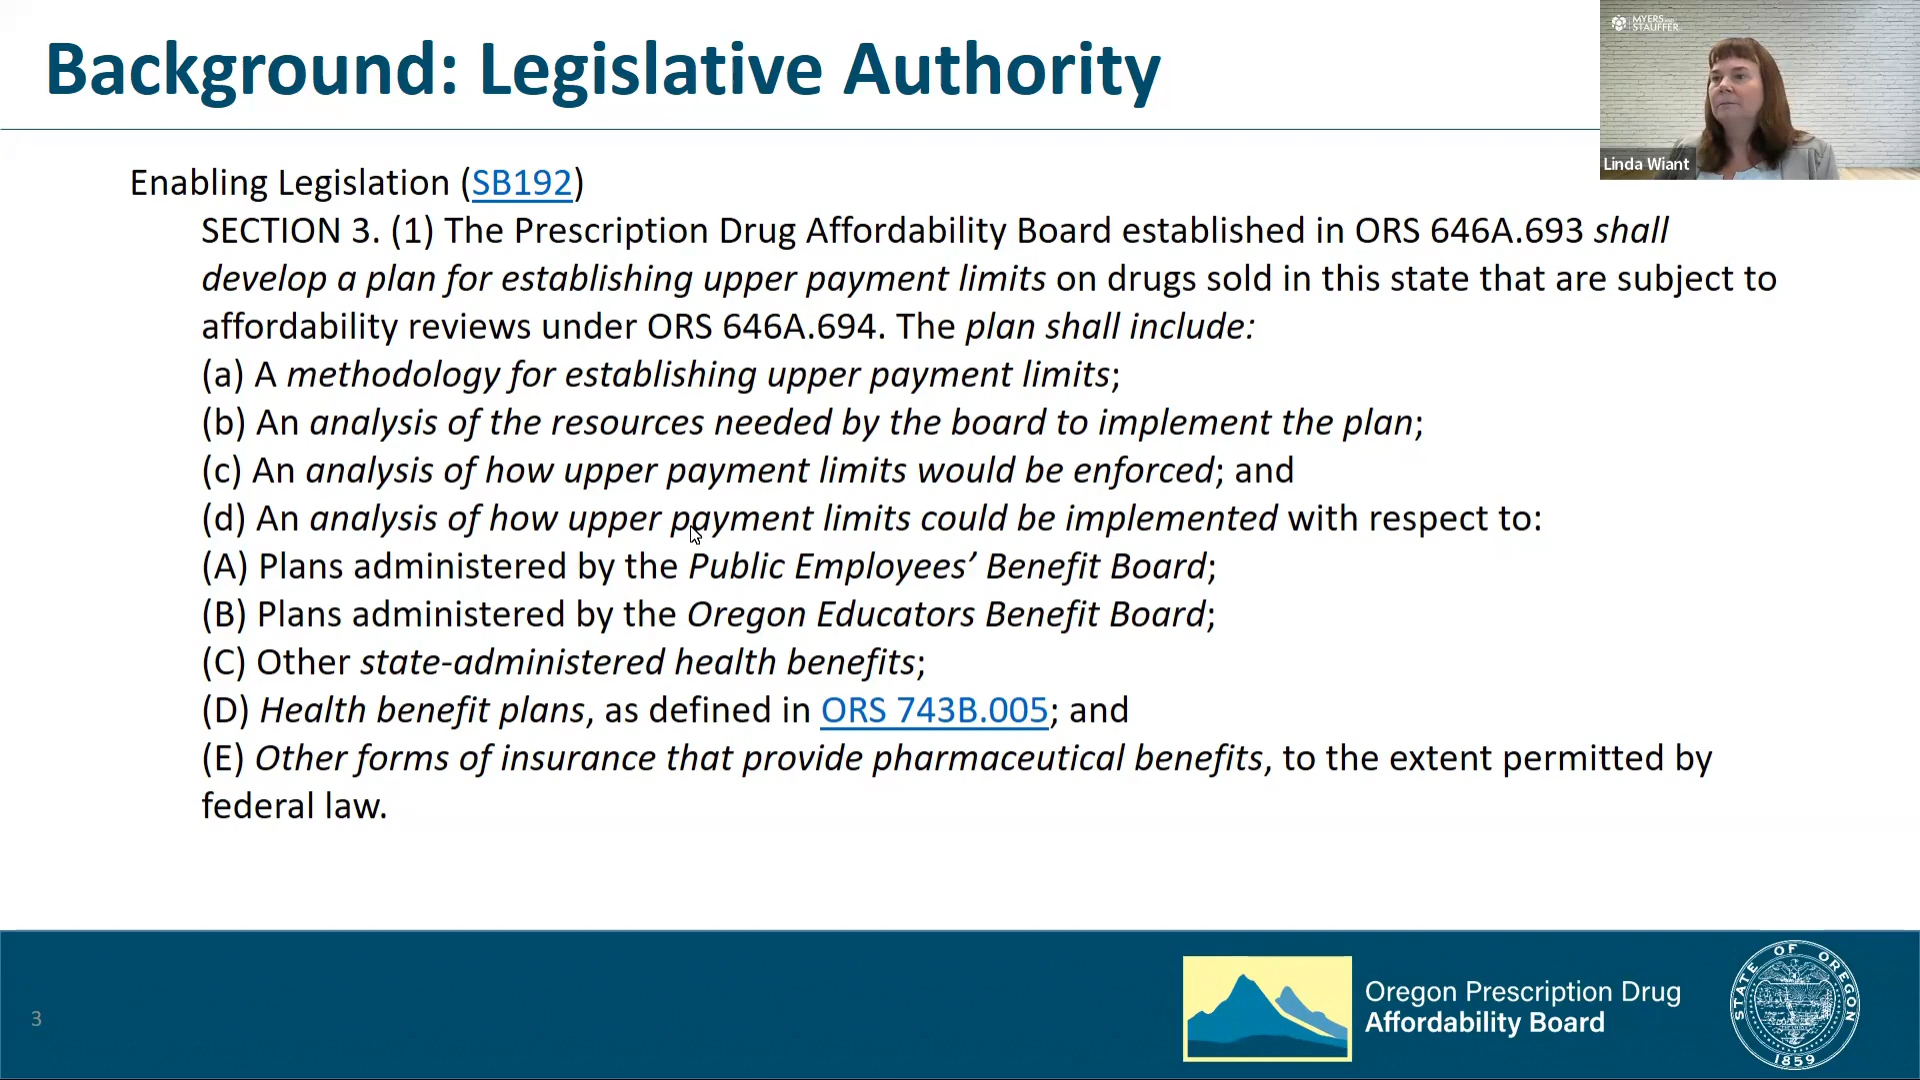 Background: Legislative Authority
MYERS AND
STAUFFER
Linda Wiant
Enabling Legislation (SB192)
SECTION 3. (1) The Prescription Drug Affordability Board established in ORS 646A.693 shall
develop a plan for establishing upper payment limits on drugs sold in this state that are subject to
affordability reviews under ORS 646A.694. The plan shall include:
(a) A methodology for establishing upper payment limits;
(b) An analysis of the resources needed by the board to implement the plan;
(c) An analysis of how upper payment limits would be enforced; and
(d) An analysis of how upper payment limits could be implemented with respect to:
(A) Plans administered by the Public Employees’ Benefit Board;
(B) Plans administered by the Oregon Educators Benefit Board;
(C) Other state-administered health benefits;
(D) Health benefit plans, as defined in ORS 743B.005; and
(E) Other forms of insurance that provide pharmaceutical benefits, to the extent permitted by
federal law.
3
Oregon Prescription Drug
Affordability Board
STATE OF OREGON
1859